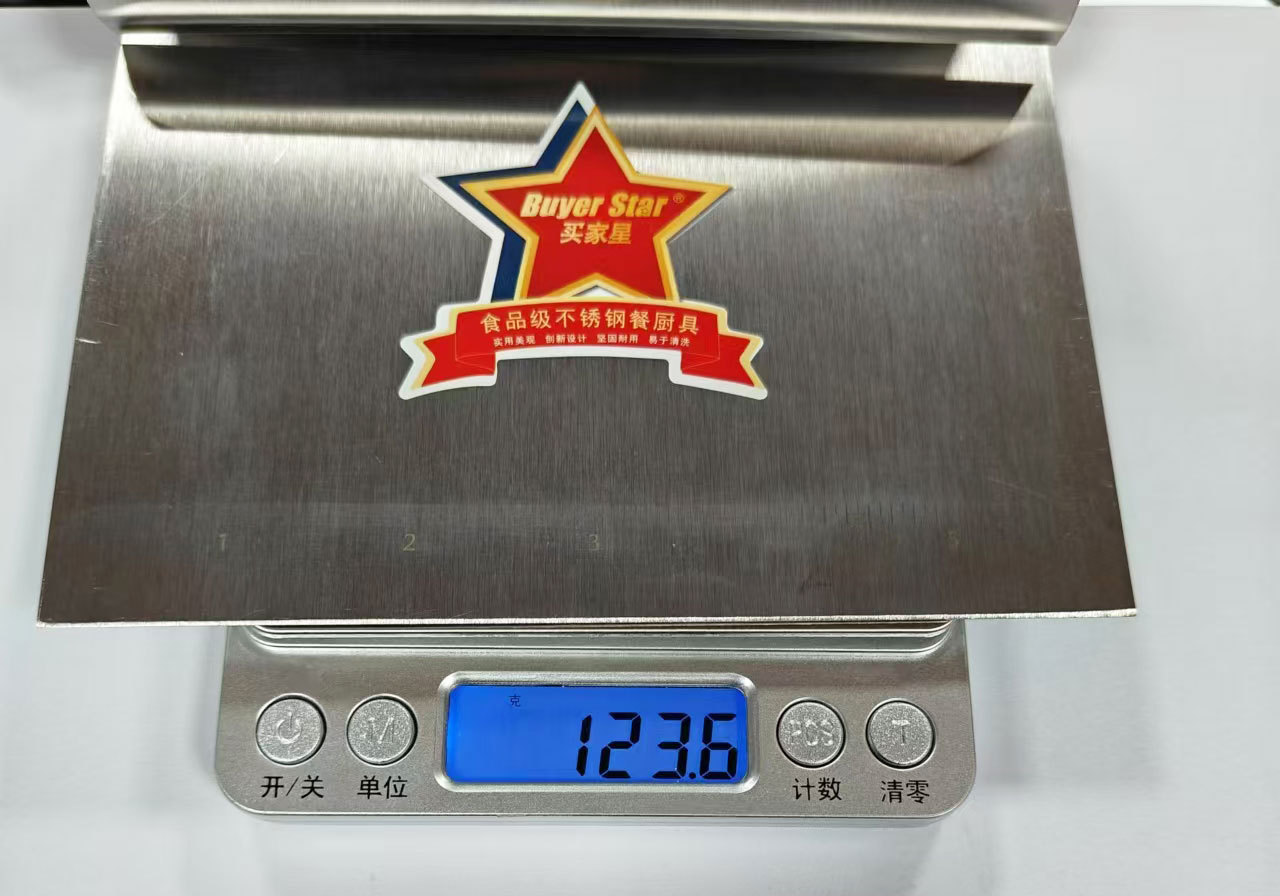 Buyer Star ®
买家星
食品级不锈钢餐厨具
实用美观 创新设计 坚固耐用 易于清洗
1 2 3 5
克
123.6
M PCS T
开/关 单位 计数 清零